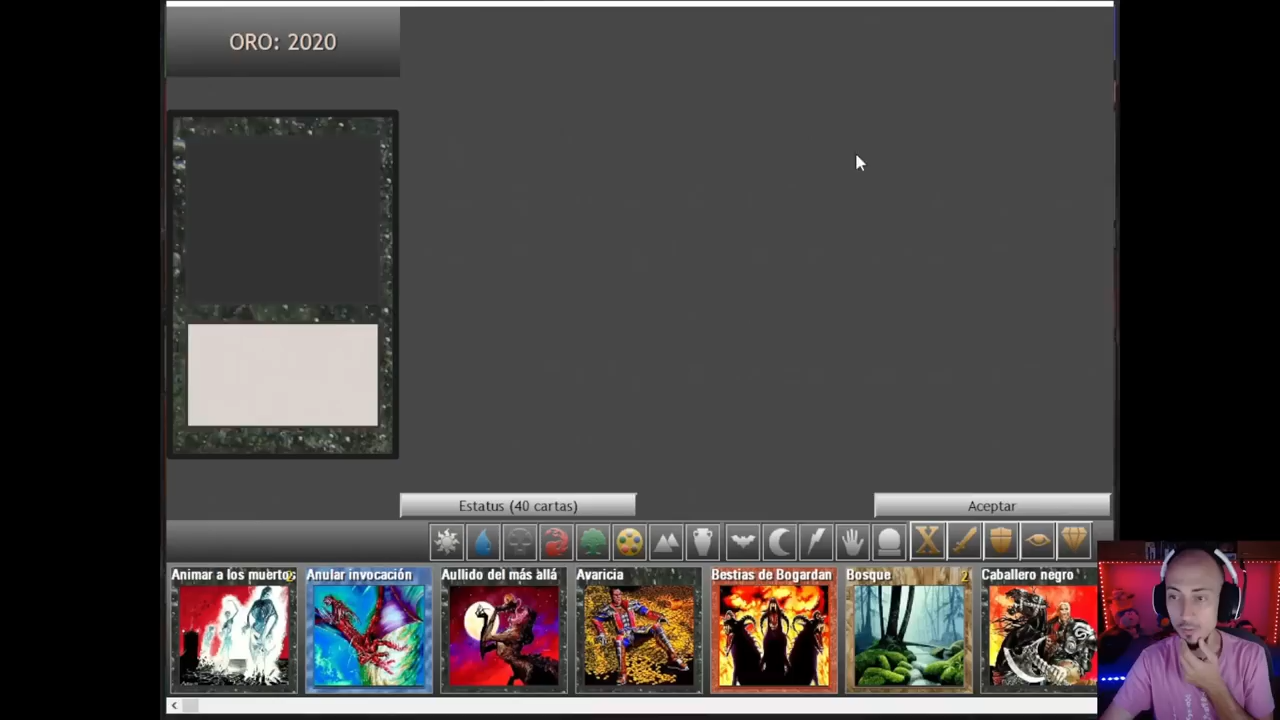 ORO: 2020
Estatus (40 cartas)
Aceptar
Animar a los muertos
Anular invocación
Aullido del más allá
Avaricia
Bestias de Bogardan
Bosque
2
Caballero negro